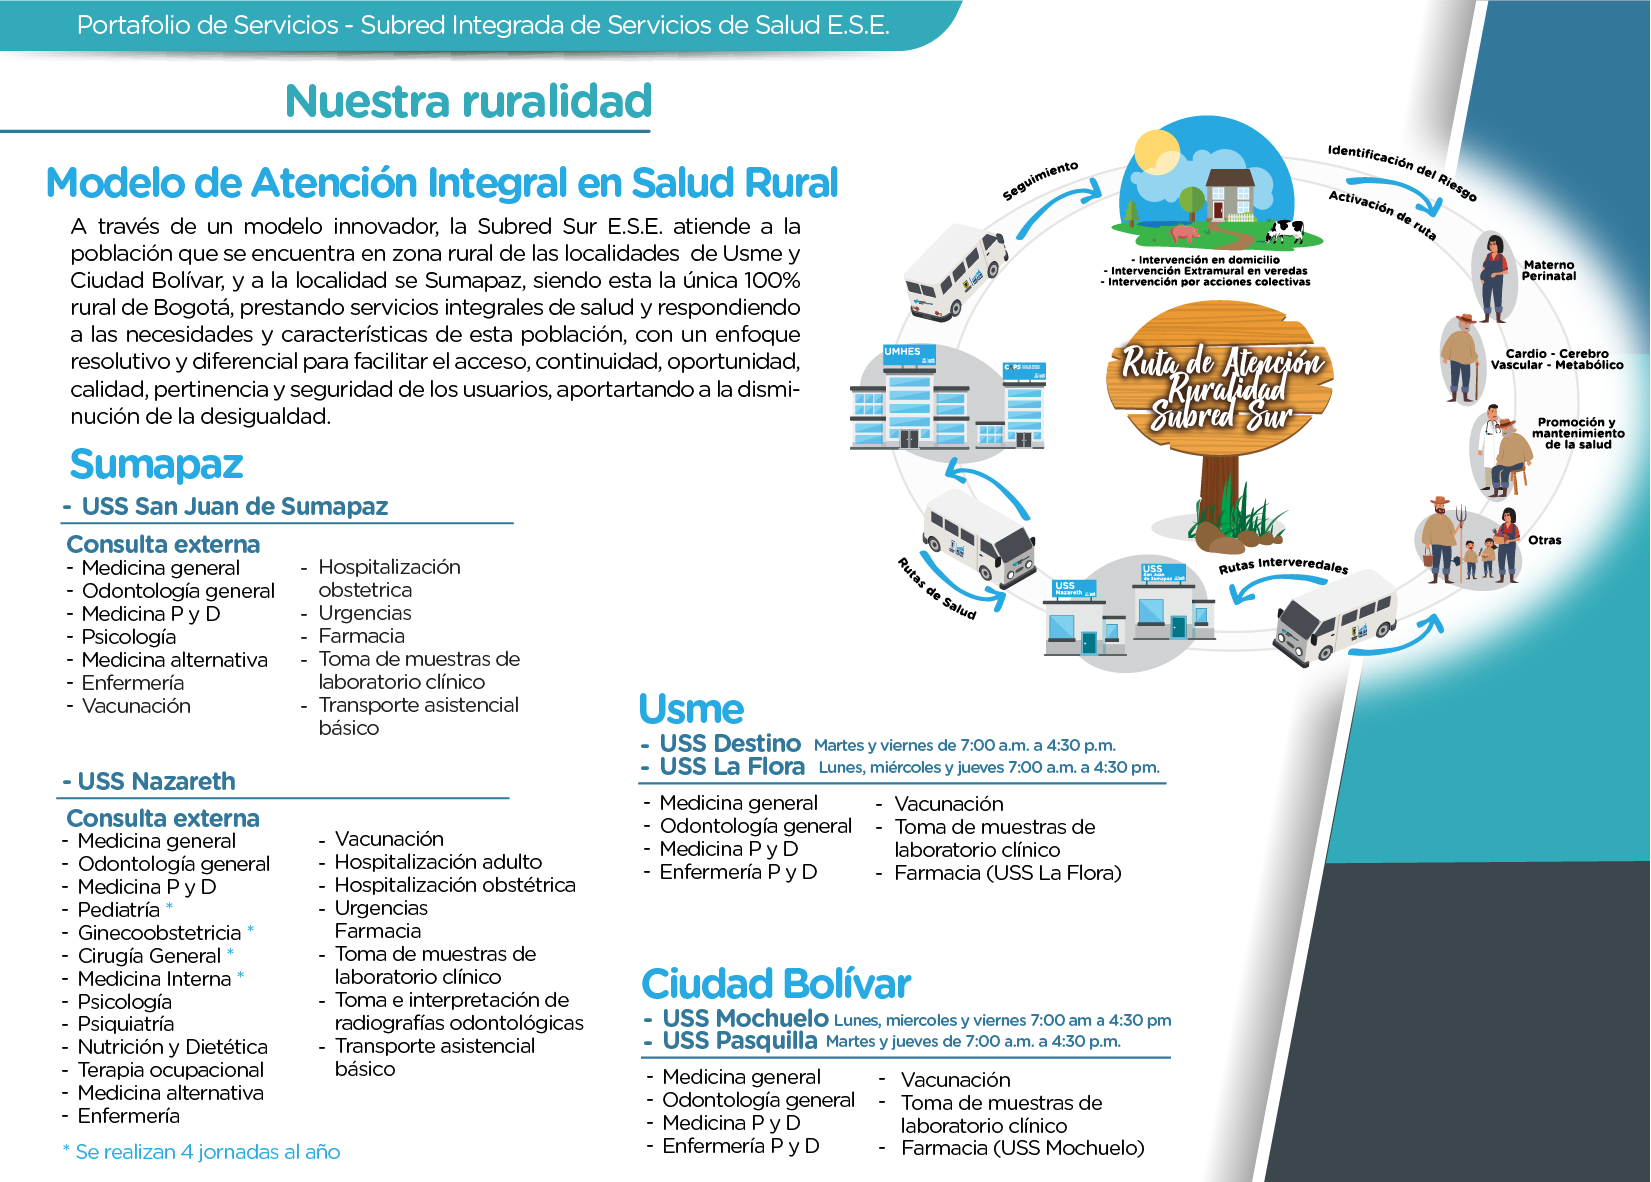 Portafolio de Servicios - Subred Integrada de Servicios de Salud E.S.E.
Nuestra ruralidad
Modelo de Atención Integral en Salud Rural
A través de un modelo innovador, la Subred Sur E.S.E. atiende a la
población que se encuentra en zona rural de las localidades de Usme y
Ciudad Bolívar, y a la localidad se Sumapaz, siendo esta la única 100%
rural de Bogotá, prestando servicios integrales de salud y respondiendo
a las necesidades y características de esta población, con un enfoque
resolutivo y diferencial para facilitar el acceso, continuidad, oportunidad,
calidad, pertinencia y seguridad de los usuarios, aportartando a la dismi-
nución de la desigualdad.
Sumapaz
- USS San Juan de Sumapaz
Consulta externa
- Medicina general
- Odontología general
- Medicina P y D
- Psicología
- Medicina alternativa
- Enfermería
- Vacunación
- Hospitalización
obstetrica
- Urgencias
- Farmacia
- Toma de muestras de
laboratorio clínico
- Transporte asistencial
básico
- USS Nazareth
Consulta externa
- Medicina general
- Odontología general
- Medicina P y D
- Pediatría *
- Ginecoobstetricia *
- Cirugía General *
- Medicina Interna *
- Psicología
- Psiquiatría
- Nutrición y Dietética
- Terapia ocupacional
- Medicina alternativa
- Enfermería
- Vacunación
- Hospitalización adulto
- Hospitalización obstétrica
- Urgencias
Farmacia
- Toma de muestras de
laboratorio clínico
- Toma e interpretación de
radiografías odontológicas
- Transporte asistencial
básico
* Se realizan 4 jornadas al año
Seguimiento
Identificación del Riesgo
Activación de ruta
- Intervención en domicilio
- Intervención Extramural en veredas
- Intervención por acciones colectivas
Materno
Perinatal
Cardio - Cerebro
Vascular - Metabólico
Promoción y
mantenimiento
de la salud
Otras
Ruta de Atención
Ruralidad
Subred Sur
UMHES
CAPS
Rutas de Salud
USS
Nazareth
USS
San Juan
de Sumapaz
Rutas Interveredales
Usme
- USS Destino Martes y viernes de 7:00 a.m. a 4:30 p.m.
- USS La Flora Lunes, miércoles y jueves 7:00 a.m. a 4:30 pm.
- Medicina general
- Odontología general
- Medicina P y D
- Enfermería P y D
- Vacunación
- Toma de muestras de
laboratorio clínico
- Farmacia (USS La Flora)
Ciudad Bolívar
- USS Mochuelo Lunes, miercoles y viernes 7:00 am a 4:30 pm
- USS Pasquilla Martes y jueves de 7:00 a.m. a 4:30 p.m.
- Medicina general
- Odontología general
- Medicina P y D
- Enfermería P y D
- Vacunación
- Toma de muestras de
laboratorio clínico
- Farmacia (USS Mochuelo)